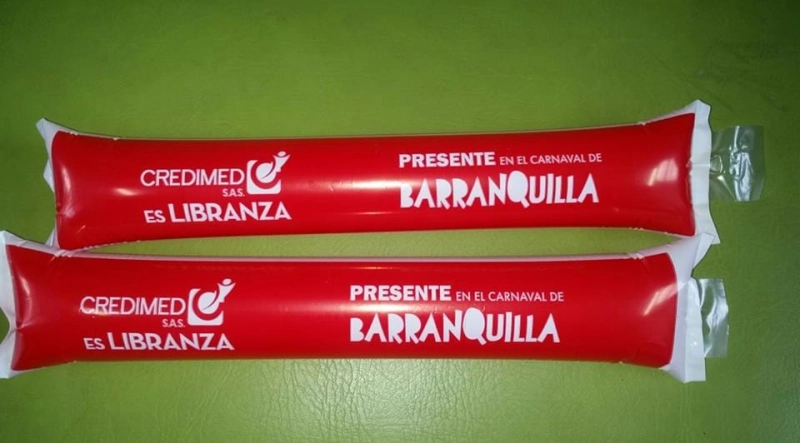 CREDIMED
S.A.S.
ES LIBRANZA
PRESENTE EN EL CARNAVAL DE
BARRANQUILLA
CREDIMED
S.A.S.
ES LIBRANZA
PRESENTE EN EL CARNAVAL DE
BARRANQUILLA